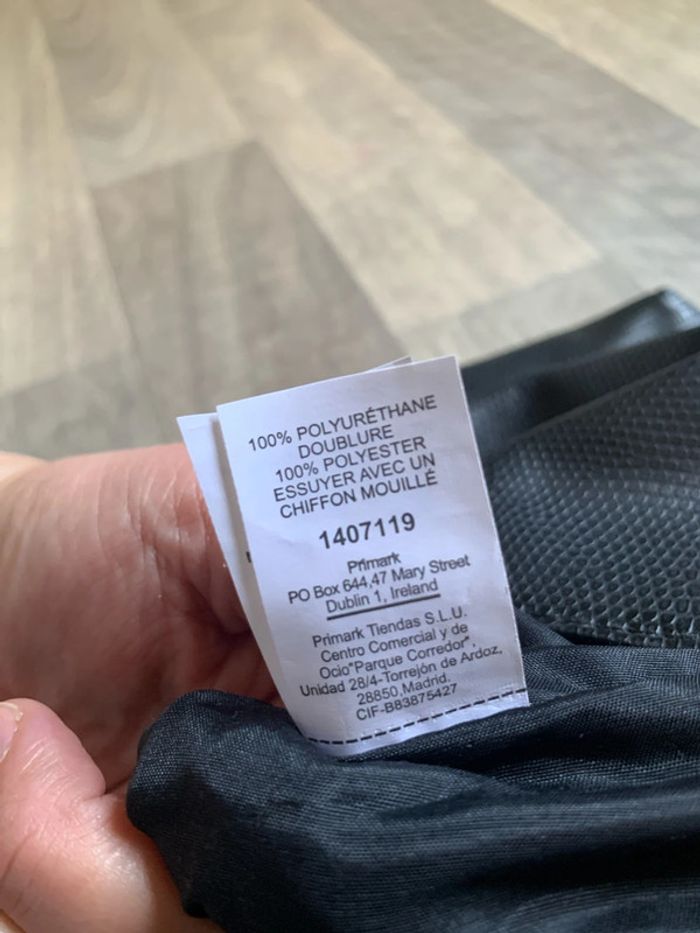 100% POLYURÉTHANE
DOUBLURE
100% POLYESTER
ESSUYER AVEC UN
CHIFFON MOUILLÉ
1407119
Primark
PO Box 644,47 Mary Street
Dublin 1, Ireland
Primark Tiendas S.L.U.
Centro Comercial y de
Ocio"Parque Corredor",
Unidad 28/4-Torrejón de Ardoz,
28850,Madrid.
CIF-B83875427